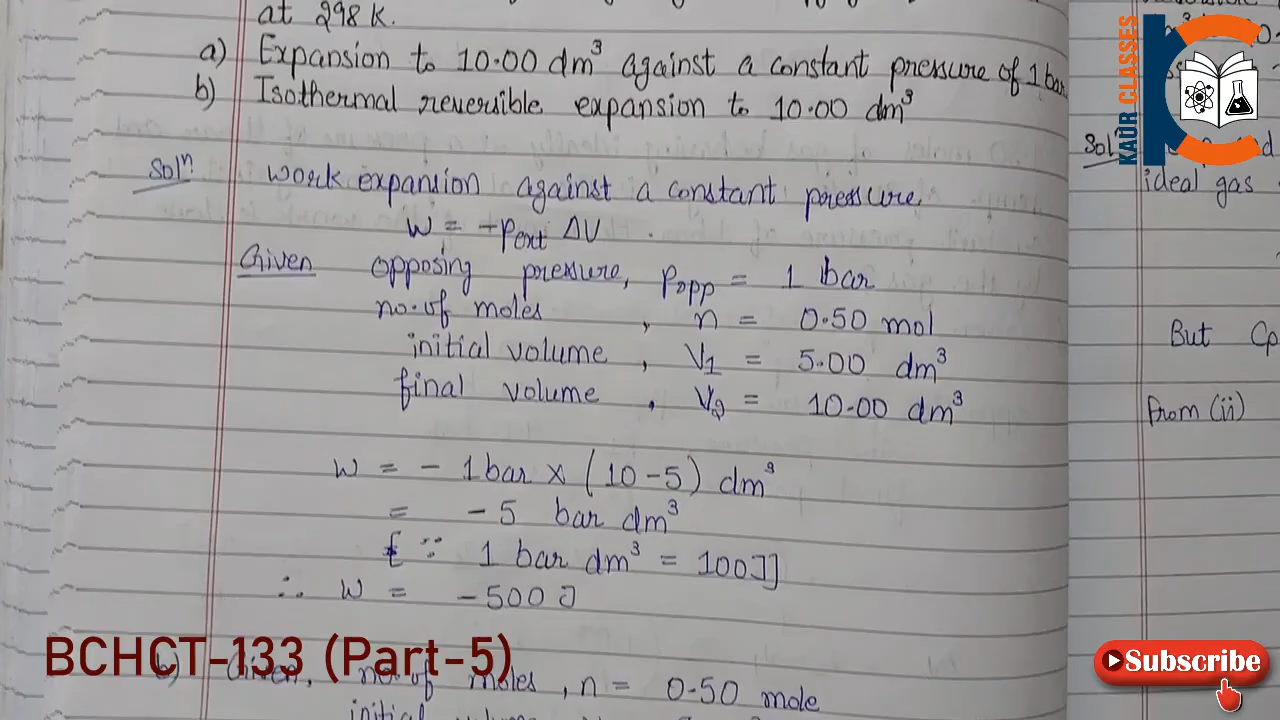 at 298 K.
a) Expansion to 10.00 dm³ against a constant pressure of 1 bar
b) Isothermal reversible expansion to 10.00 dm³
Solⁿ Work expansion against a constant pressure
W = -Pext ΔV
Given opposing pressure, Popp = 1 bar
no. of moles , n = 0.50 mol
initial volume , V₁ = 5.00 dm³
final volume , V₂ = 10.00 dm³
W = - 1 bar × (10-5) dm³
= -5 bar dm³
[∵ 1 bar dm³ = 100J]
∴ W = -500 J
Given, no. of moles , n = 0.50 mole
initial
Sol
ideal gas
But Cp
From (ii)
KAUR CLASSES
BCHCT-133 (Part-5)
Subscribe